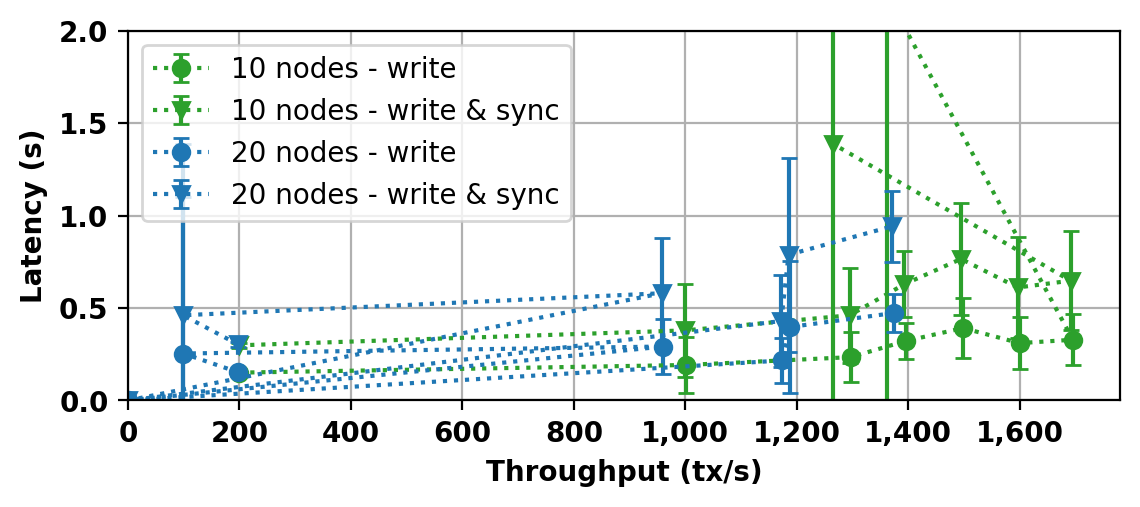 2.0
1.5
1.0
0.5
0.0
Latency (s)
10 nodes - write
10 nodes - write & sync
20 nodes - write
20 nodes - write & sync
0 200 400 600 800 1,000 1,200 1,400 1,600
Throughput (tx/s)